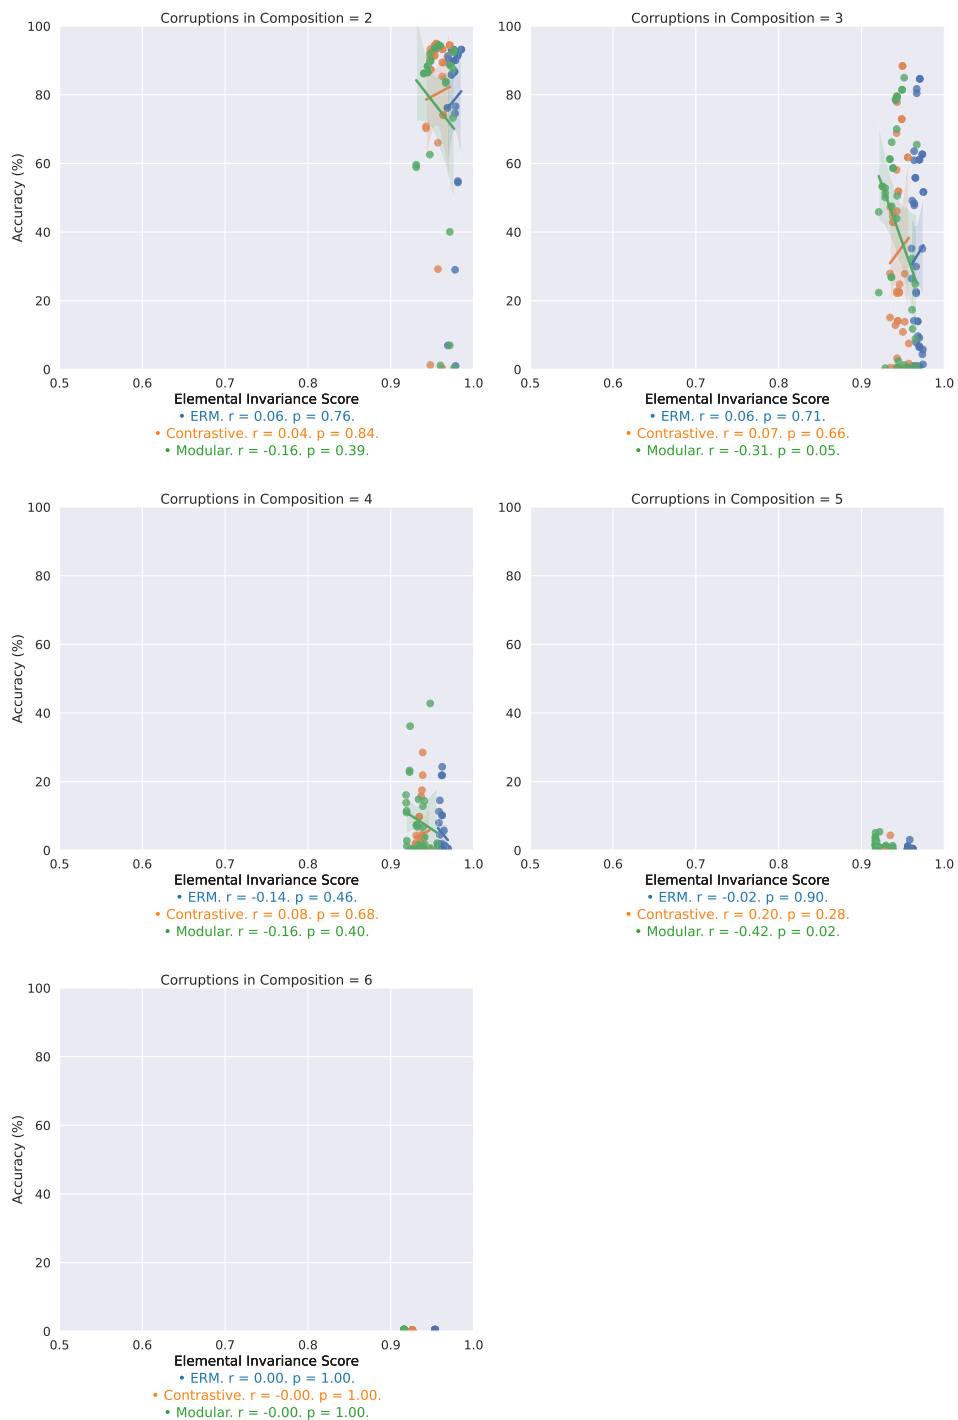 Corruptions in Composition = 2
Corruptions in Composition = 3
100
80
60
40
20
0
Accuracy (%)
0.5 0.6 0.7 0.8 0.9 1.0
Elemental Invariance Score
• ERM. r = 0.06. p = 0.76.
• Contrastive. r = 0.04. p = 0.84.
• Modular. r = -0.16. p = 0.39.
100
80
60
40
20
0
0.5 0.6 0.7 0.8 0.9 1.0
Elemental Invariance Score
• ERM. r = 0.06. p = 0.71.
• Contrastive. r = 0.07. p = 0.66.
• Modular. r = -0.31. p = 0.05.
Corruptions in Composition = 4
Corruptions in Composition = 5
100
80
60
40
20
0
Accuracy (%)
0.5 0.6 0.7 0.8 0.9 1.0
Elemental Invariance Score
• ERM. r = -0.14. p = 0.46.
• Contrastive. r = 0.08. p = 0.68.
• Modular. r = -0.16. p = 0.40.
100
80
60
40
20
0
0.5 0.6 0.7 0.8 0.9 1.0
Elemental Invariance Score
• ERM. r = -0.02. p = 0.90.
• Contrastive. r = 0.20. p = 0.28.
• Modular. r = -0.42. p = 0.02.
Corruptions in Composition = 6
100
80
60
40
20
0
Accuracy (%)
0.5 0.6 0.7 0.8 0.9 1.0
Elemental Invariance Score
• ERM. r = 0.00. p = 1.00.
• Contrastive. r = -0.00. p = 1.00.
• Modular. r = -0.00. p = 1.00.